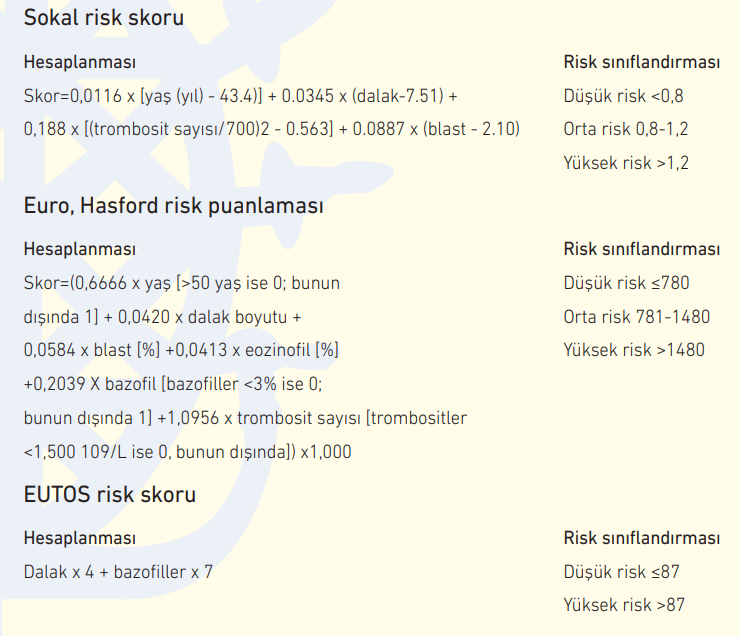 Sokal risk skoru
Hesaplanması
Skor=0,0116 x [yaş (yıl) - 43.4)] + 0.0345 x (dalak-7.51) +
0,188 x [(trombosit sayısı/700)2 - 0.563] + 0.0887 x (blast - 2.10)
Risk sınıflandırması
Düşük risk <0,8
Orta risk 0,8-1,2
Yüksek risk >1,2
Euro, Hasford risk puanlaması
Hesaplanması
Skor=(0,6666 x yaş [>50 yaş ise 0; bunun
dışında 1] + 0,0420 x dalak boyutu +
0,0584 x blast [%] +0,0413 x eozinofil [%]
+0,2039 X bazofil [bazofiller <3% ise 0;
bunun dışında 1] +1,0956 x trombosit sayısı [trombositler
<1,500 109/L ise 0, bunun dışında]) x1,000
Risk sınıflandırması
Düşük risk ≤780
Orta risk 781-1480
Yüksek risk >1480
EUTOS risk skoru
Hesaplanması
Dalak x 4 + bazofiller x 7
Risk sınıflandırması
Düşük risk ≤87
Yüksek risk >87